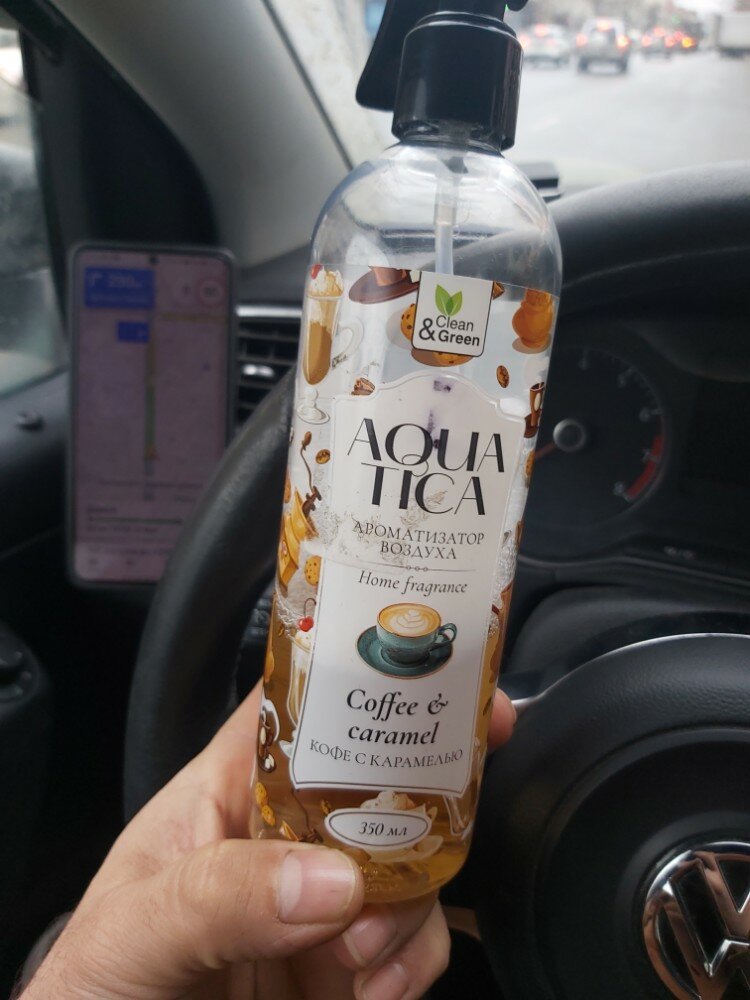 Clean
& Green
AQUA
TICA
АРОМАТИЗАТОР
ВОЗДУХА
Home fragrance
Coffee &
caramel
КОФЕ С КАРАМЕЛЬЮ
350 мл